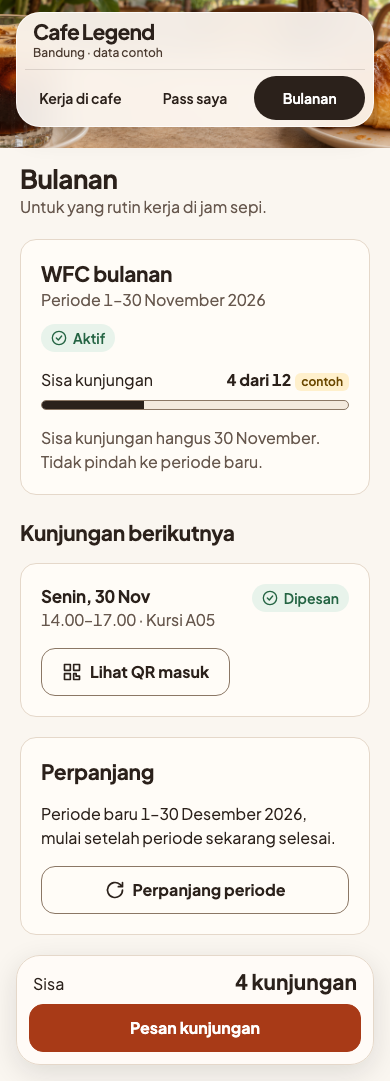 Cafe Legend
Bandung · data contoh
Kerja di cafe
Pass saya
Bulanan
Bulanan
Untuk yang rutin kerja di jam sepi.
WFC bulanan
Periode 1–30 November 2026
Aktif
Sisa kunjungan
4 dari 12 contoh
Sisa kunjungan hangus 30 November.
Tidak pindah ke periode baru.
Kunjungan berikutnya
Senin, 30 Nov
Dipesan
14.00–17.00 · Kursi A05
Lihat QR masuk
Perpanjang
Periode baru 1–30 Desember 2026,
mulai setelah periode sekarang selesai.
Perpanjang periode
Sisa
4 kunjungan
Pesan kunjungan